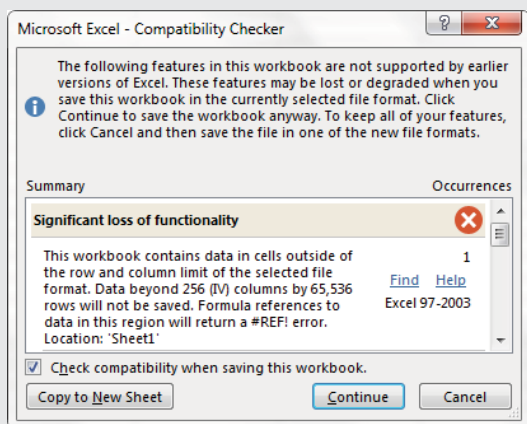 Microsoft Excel - Compatibility Checker
The following features in this workbook are not supported by earlier
versions of Excel. These features may be lost or degraded when you
save this workbook in the currently selected file format. Click
Continue to save the workbook anyway. To keep all of your features,
click Cancel and then save the file in one of the new file formats.
Summary Occurrences
Significant loss of functionality
This workbook contains data in cells outside of 1
the row and column limit of the selected file
format. Data beyond 256 (IV) columns by 65,536 Find Help
rows will not be saved. Formula references to Excel 97-2003
data in this region will return a #REF! error.
Location: 'Sheet1'
Check compatibility when saving this workbook.
Copy to New Sheet Continue Cancel